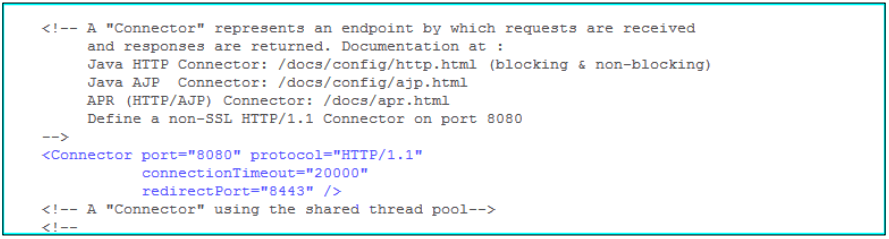 <!-- A "Connector" represents an endpoint by which requests are received
and responses are returned. Documentation at :
Java HTTP Connector: /docs/config/http.html (blocking & non-blocking)
Java AJP  Connector: /docs/config/ajp.html
APR (HTTP/AJP) Connector: /docs/apr.html
Define a non-SSL HTTP/1.1 Connector on port 8080
-->
<Connector port="8080" protocol="HTTP/1.1"
connectionTimeout="20000"
redirectPort="8443" />
<!-- A "Connector" using the shared thread pool-->
<!--